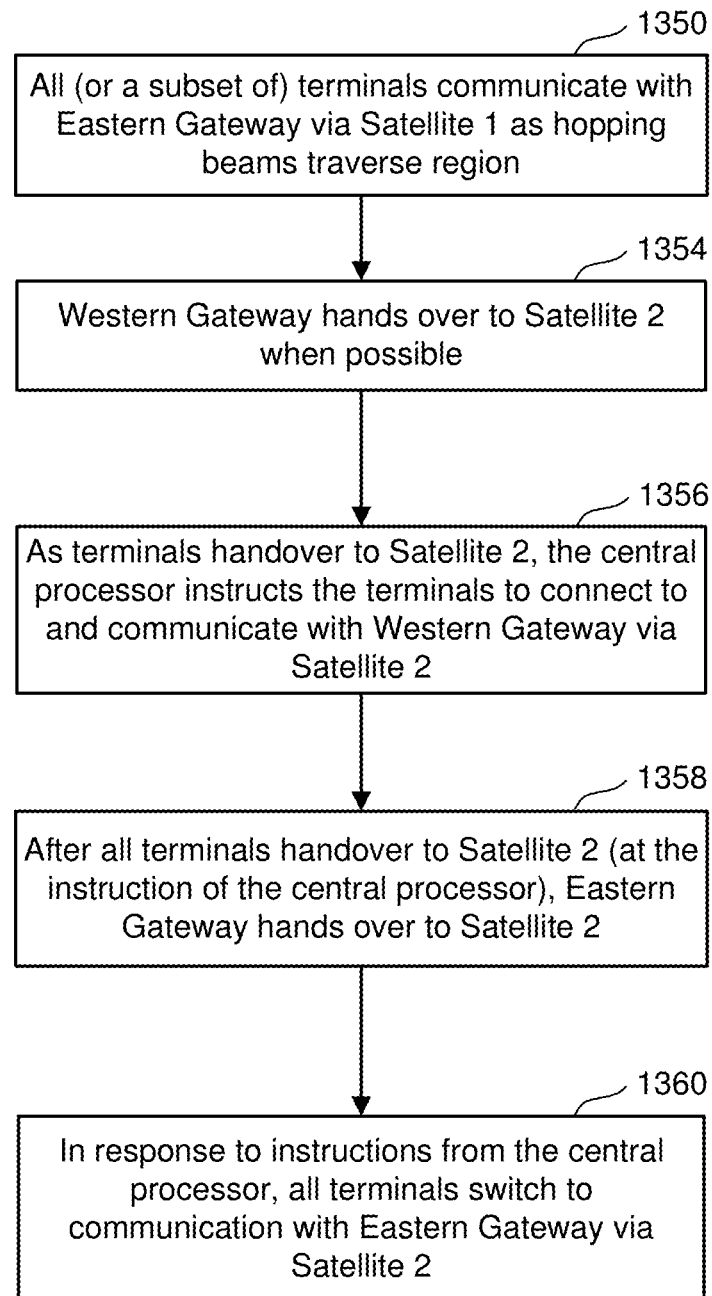 1350
All (or a subset of) terminals communicate with
Eastern Gateway via Satellite 1 as hopping
beams traverse region
1354
Western Gateway hands over to Satellite 2
when possible
1356
As terminals handover to Satellite 2, the central
processor instructs the terminals to connect to
and communicate with Western Gateway via
Satellite 2
1358
After all terminals handover to Satellite 2 (at the
instruction of the central processor), Eastern
Gateway hands over to Satellite 2
1360
In response to instructions from the central
processor, all terminals switch to
communication with Eastern Gateway via
Satellite 2